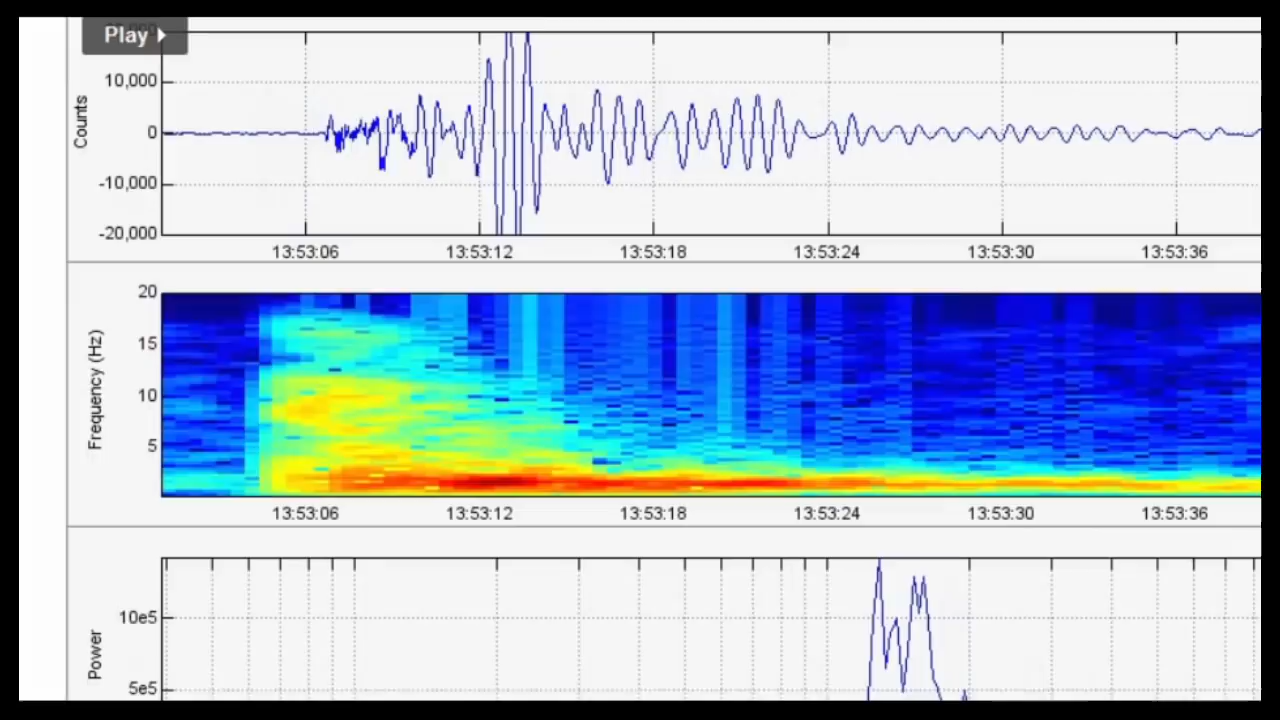 Play
10,000
0
-10,000
-20,000
Counts
13:53:06 13:53:12 13:53:18 13:53:24 13:53:30 13:53:36
20
15
10
5
Frequency (Hz)
13:53:06 13:53:12 13:53:18 13:53:24 13:53:30 13:53:36
10e5
5e5
Power